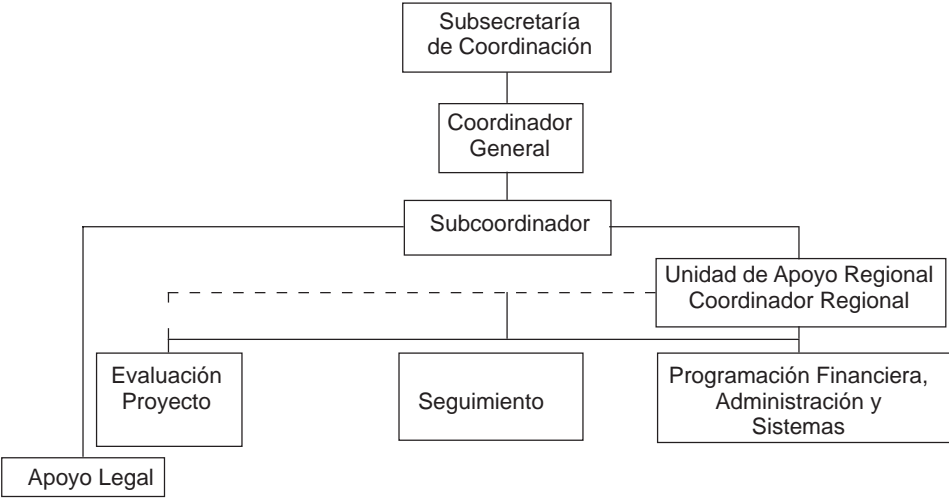 Subsecretaría
de Coordinación
Coordinador
General
Subcoordinador
Unidad de Apoyo Regional
Coordinador Regional
Evaluación
Proyecto
Seguimiento
Programación Financiera,
Administración y
Sistemas
Apoyo Legal